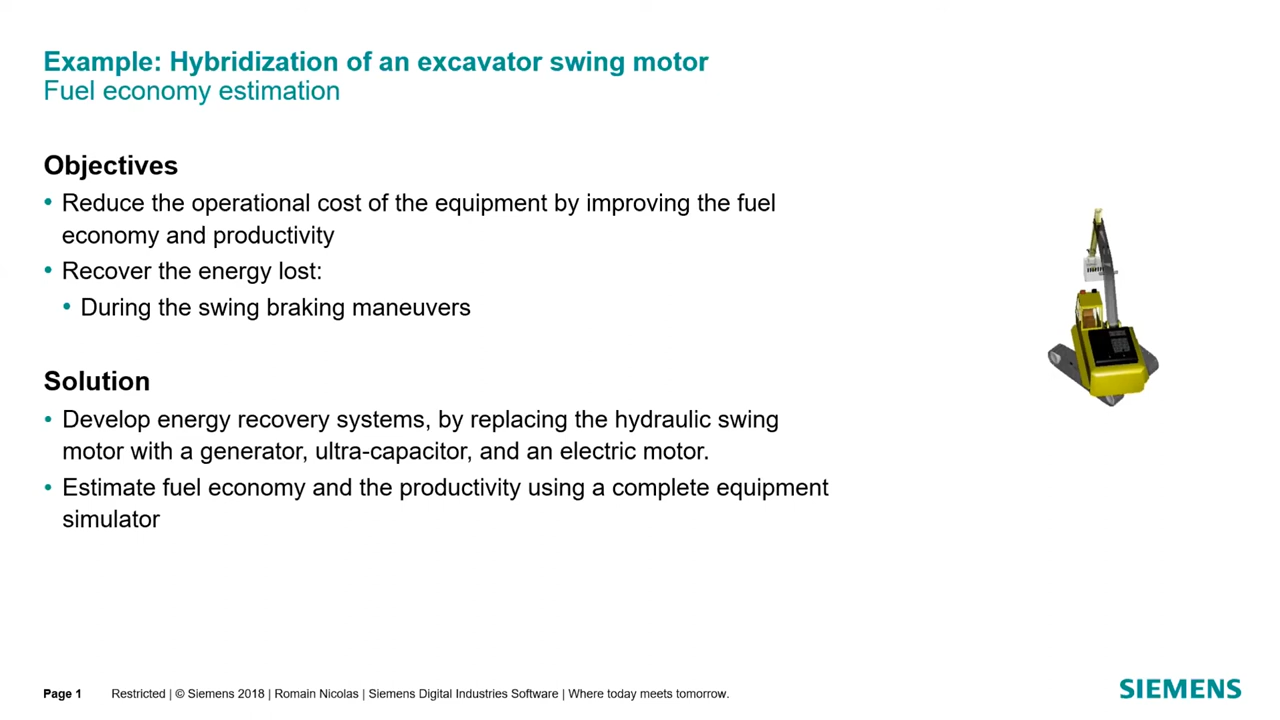 Example: Hybridization of an excavator swing motor
Fuel economy estimation
Objectives
• Reduce the operational cost of the equipment by improving the fuel
economy and productivity
• Recover the energy lost:
• During the swing braking maneuvers
Solution
• Develop energy recovery systems, by replacing the hydraulic swing
motor with a generator, ultra-capacitor, and an electric motor.
• Estimate fuel economy and the productivity using a complete equipment
simulator
Page 1 Restricted | © Siemens 2018 | Romain Nicolas | Siemens Digital Industries Software | Where today meets tomorrow.
SIEMENS